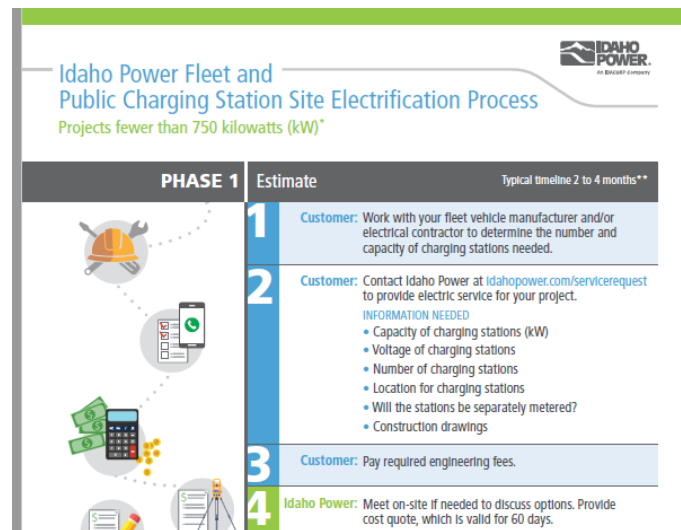 IDAHO
POWER.
An IDACORP Company
Idaho Power Fleet and
Public Charging Station Site Electrification Process
Projects fewer than 750 kilowatts (kW)*
PHASE 1 Estimate Typical timeline 2 to 4 months**
1 Customer: Work with your fleet vehicle manufacturer and/or
electrical contractor to determine the number and
capacity of charging stations needed.
2 Customer: Contact Idaho Power at idahopower.com/servicerequest
to provide electric service for your project.
INFORMATION NEEDED
• Capacity of charging stations (kW)
• Voltage of charging stations
• Number of charging stations
• Location for charging stations
• Will the stations be separately metered?
• Construction drawings
3 Customer: Pay required engineering fees.
4 Idaho Power: Meet on-site if needed to discuss options. Provide
cost quote, which is valid for 60 days.